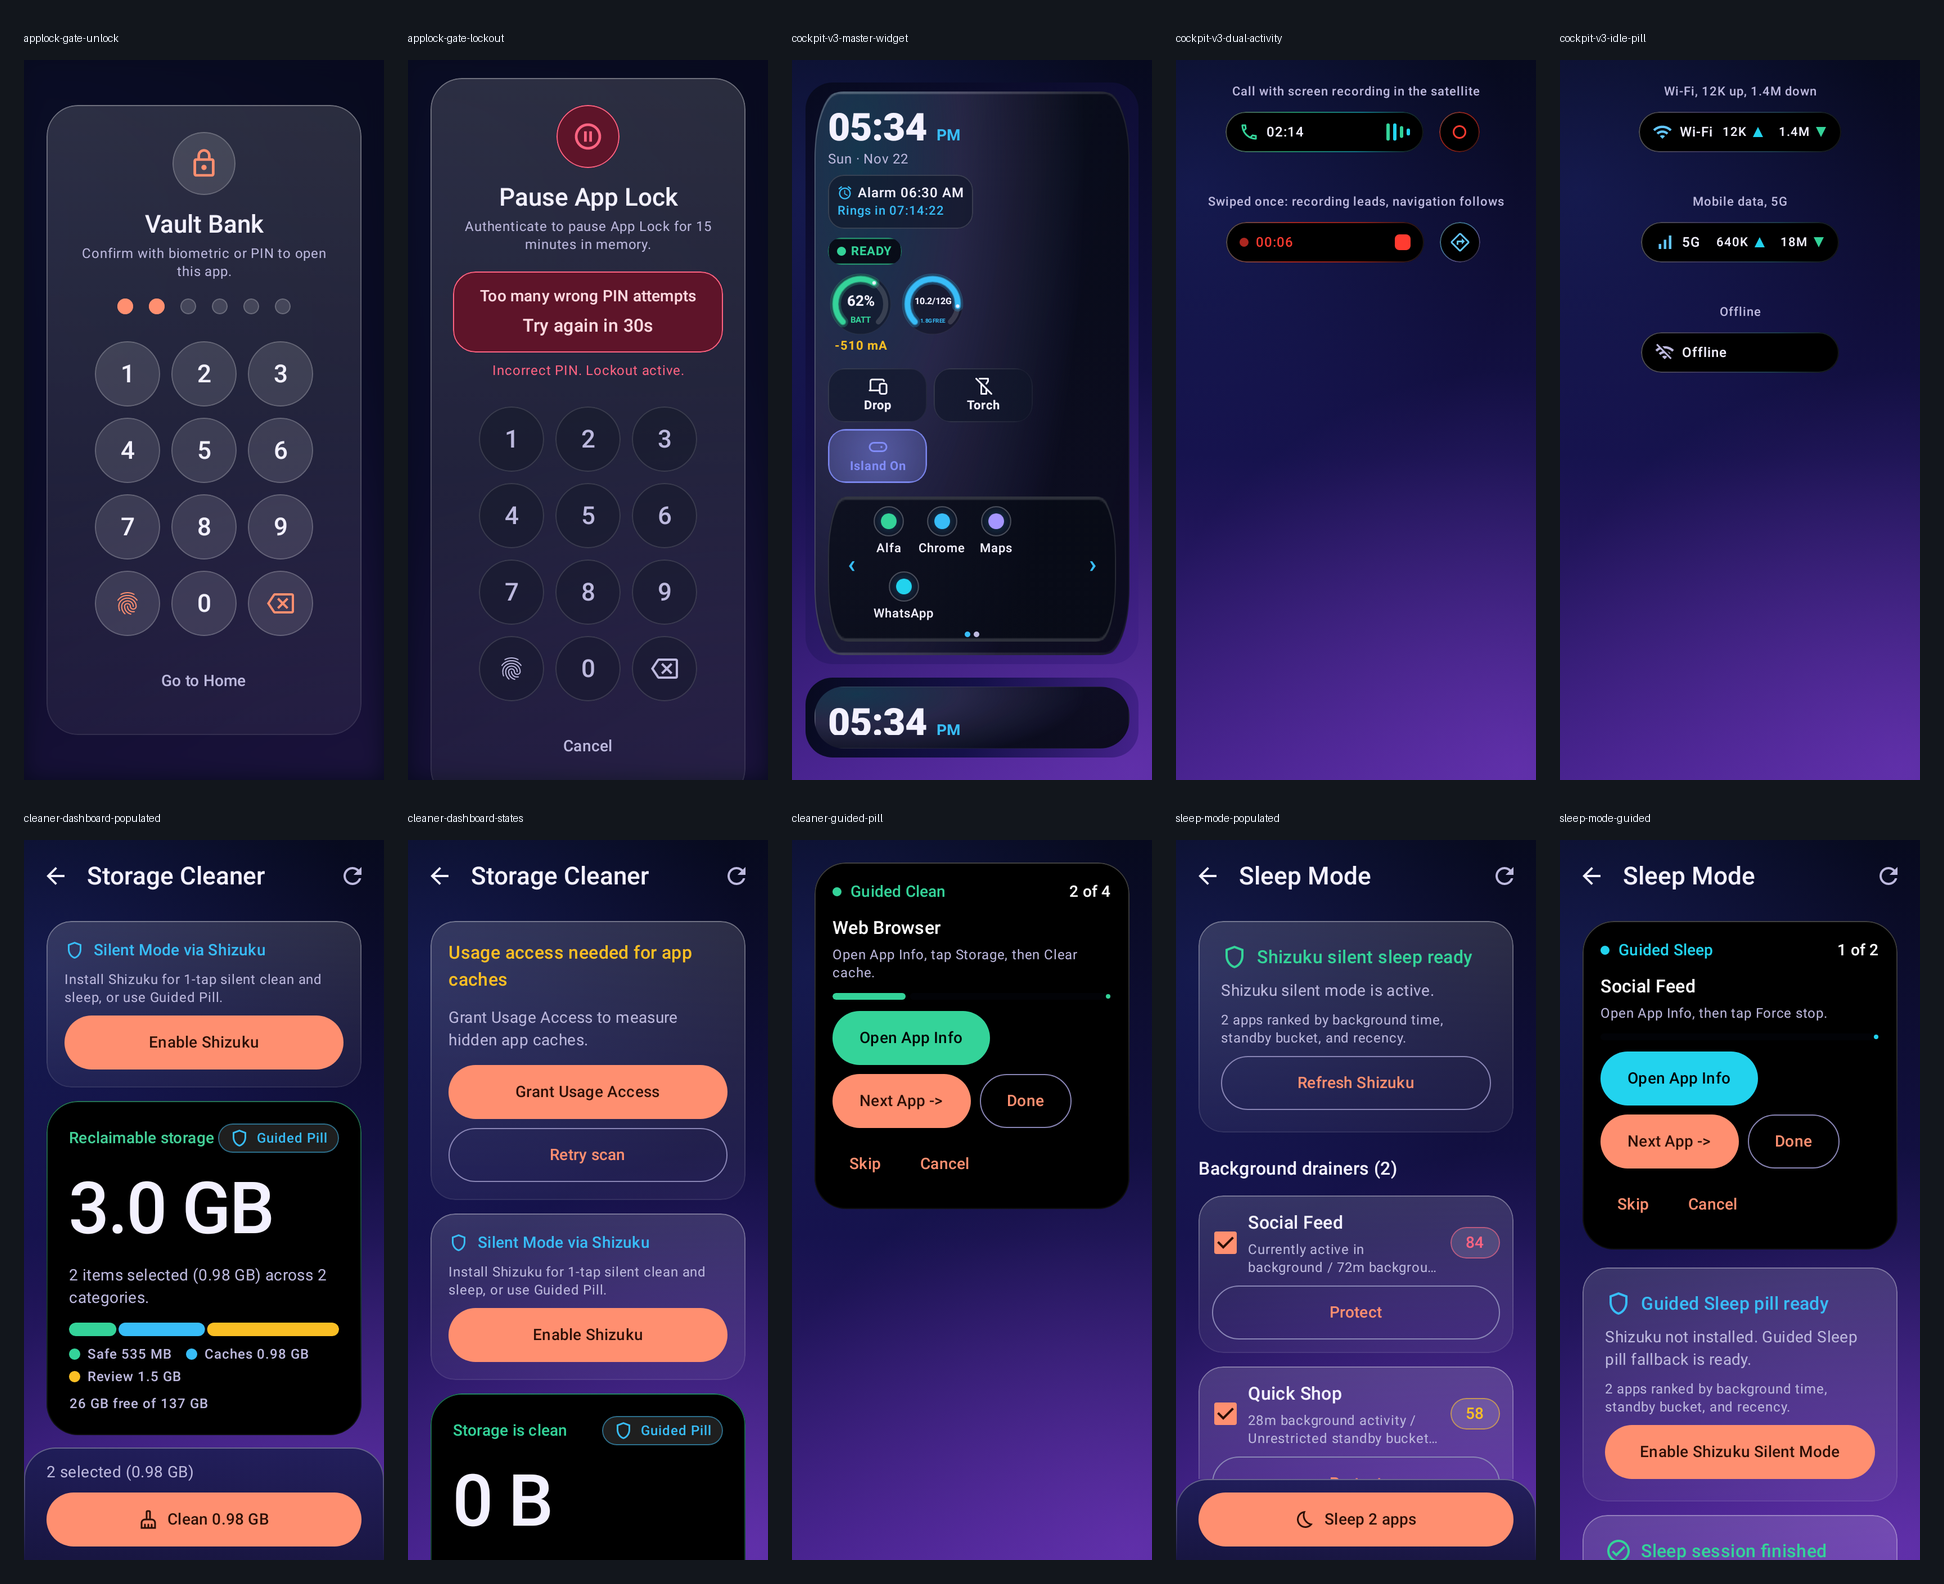 applock-gate-unlock
Vault Bank
Confirm with biometric or PIN to open
this app.
1 2 3
4 5 6
7 8 9
0
Go to Home
applock-gate-lockout
Pause App Lock
Authenticate to pause App Lock for 15
minutes in memory.
Too many wrong PIN attempts
Try again in 30s
Incorrect PIN. Lockout active.
1 2 3
4 5 6
7 8 9
0
Cancel
cockpit-v3-master-widget
05:34 PM
Sun · Nov 22
Alarm 06:30 AM
Rings in 07:14:22
READY
62% 10.2/12G
BATT 1.8G FREE
-510 mA
Drop Torch
Island On
Alfa Chrome Maps
‹ ›
WhatsApp
05:34 PM
cockpit-v3-dual-activity
Call with screen recording in the satellite
02:14
Swiped once: recording leads, navigation follows
00:06
cockpit-v3-idle-pill
Wi-Fi, 12K up, 1.4M down
Wi-Fi 12K ▲ 1.4M ▼
Mobile data, 5G
5G 640K ▲ 18M ▼
Offline
Offline
cleaner-dashboard-populated
Storage Cleaner
Silent Mode via Shizuku
Install Shizuku for 1-tap silent clean and
sleep, or use Guided Pill.
Enable Shizuku
Reclaimable storage Guided Pill
3.0 GB
2 items selected (0.98 GB) across 2
categories.
Safe 535 MB Caches 0.98 GB
Review 1.5 GB
26 GB free of 137 GB
2 selected (0.98 GB)
Clean 0.98 GB
cleaner-dashboard-states
Storage Cleaner
Usage access needed for app
caches
Grant Usage Access to measure
hidden app caches.
Grant Usage Access
Retry scan
Silent Mode via Shizuku
Install Shizuku for 1-tap silent clean and
sleep, or use Guided Pill.
Enable Shizuku
Storage is clean Guided Pill
0 B
cleaner-guided-pill
Guided Clean 2 of 4
Web Browser
Open App Info, tap Storage, then Clear
cache.
Open App Info
Next App -> Done
Skip Cancel
sleep-mode-populated
Sleep Mode
Shizuku silent sleep ready
Shizuku silent mode is active.
2 apps ranked by background time,
standby bucket, and recency.
Refresh Shizuku
Background drainers (2)
Social Feed
Currently active in 84
background / 72m backgrou…
Protect
Quick Shop
28m background activity / 58
Unrestricted standby bucket…
Sleep 2 apps
sleep-mode-guided
Sleep Mode
Guided Sleep 1 of 2
Social Feed
Open App Info, then tap Force stop.
Open App Info
Next App -> Done
Skip Cancel
Guided Sleep pill ready
Shizuku not installed. Guided Sleep
pill fallback is ready.
2 apps ranked by background time,
standby bucket, and recency.
Enable Shizuku Silent Mode
Sleep session finished